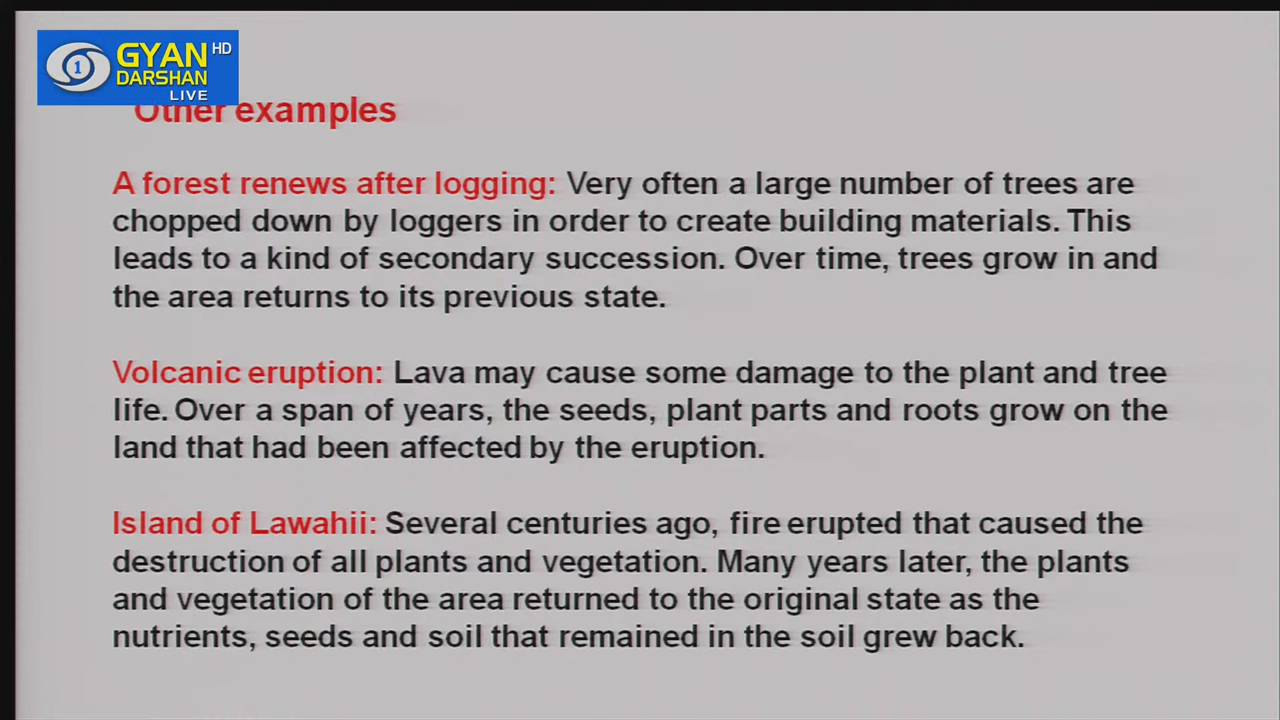 GYAN HD
DARSHAN
LIVE
1
Other examples
A forest renews after logging: Very often a large number of trees are
chopped down by loggers in order to create building materials. This
leads to a kind of secondary succession. Over time, trees grow in and
the area returns to its previous state.
Volcanic eruption: Lava may cause some damage to the plant and tree
life. Over a span of years, the seeds, plant parts and roots grow on the
land that had been affected by the eruption.
Island of Lawahii: Several centuries ago, fire erupted that caused the
destruction of all plants and vegetation. Many years later, the plants
and vegetation of the area returned to the original state as the
nutrients, seeds and soil that remained in the soil grew back.